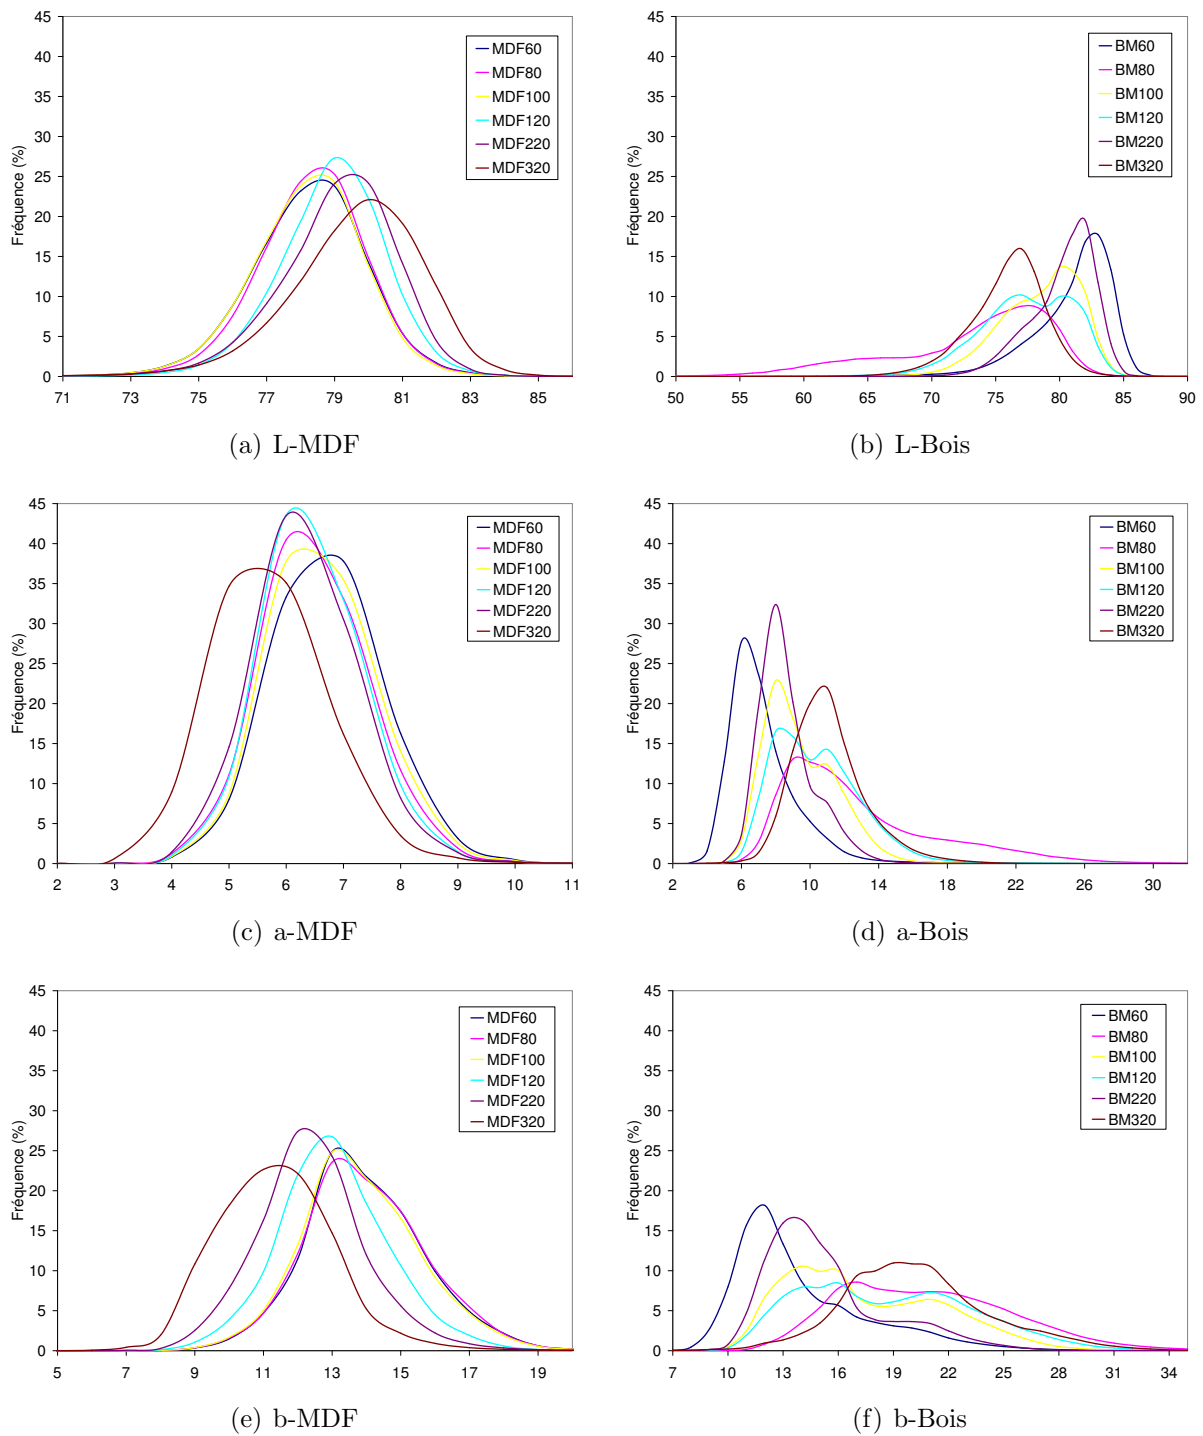 45
40
35
30
25
20
15
10
5
0
Fréquence (%)
MDF60
MDF80
MDF100
MDF120
MDF220
MDF320
71 73 75 77 79 81 83 85
(a) L-MDF
45
40
35
30
25
20
15
10
5
0
Fréquence (%)
BM60
BM80
BM100
BM120
BM220
BM320
50 55 60 65 70 75 80 85 90
(b) L-Bois
45
40
35
30
25
20
15
10
5
0
Fréquence (%)
MDF60
MDF80
MDF100
MDF120
MDF220
MDF320
2 3 4 5 6 7 8 9 10 11
(c) a-MDF
45
40
35
30
25
20
15
10
5
0
Fréquence (%)
BM60
BM80
BM100
BM120
BM220
BM320
2 6 10 14 18 22 26 30
(d) a-Bois
45
40
35
30
25
20
15
10
5
0
Fréquence (%)
MDF60
MDF80
MDF100
MDF120
MDF220
MDF320
5 7 9 11 13 15 17 19
(e) b-MDF
45
40
35
30
25
20
15
10
5
0
Fréquence (%)
BM60
BM80
BM100
BM120
BM220
BM320
7 10 13 16 19 22 25 28 31 34
(f) b-Bois